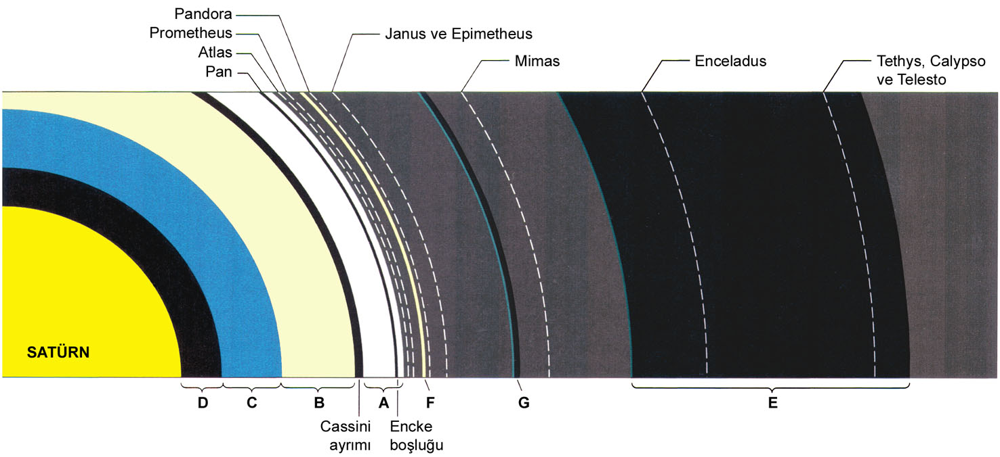 Pandora
Prometheus
Atlas
Pan
Janus ve Epimetheus
Mimas
Enceladus
Tethys, Calypso
ve Telesto
SATÜRN
D
C
B
A
F
G
E
Cassini
ayrımı
Encke
boşluğu